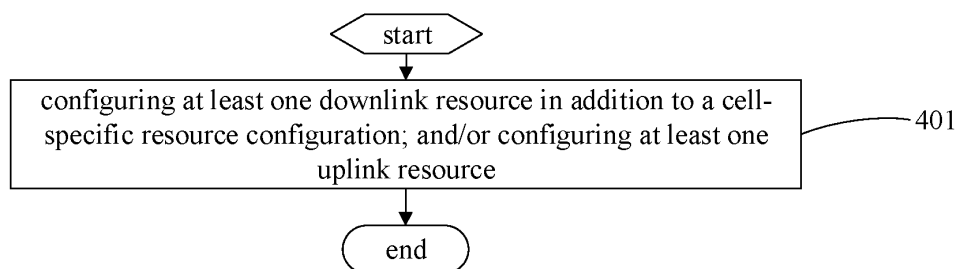 start
configuring at least one downlink resource in addition to a cell-
specific resource configuration; and/or configuring at least one
uplink resource
401
end